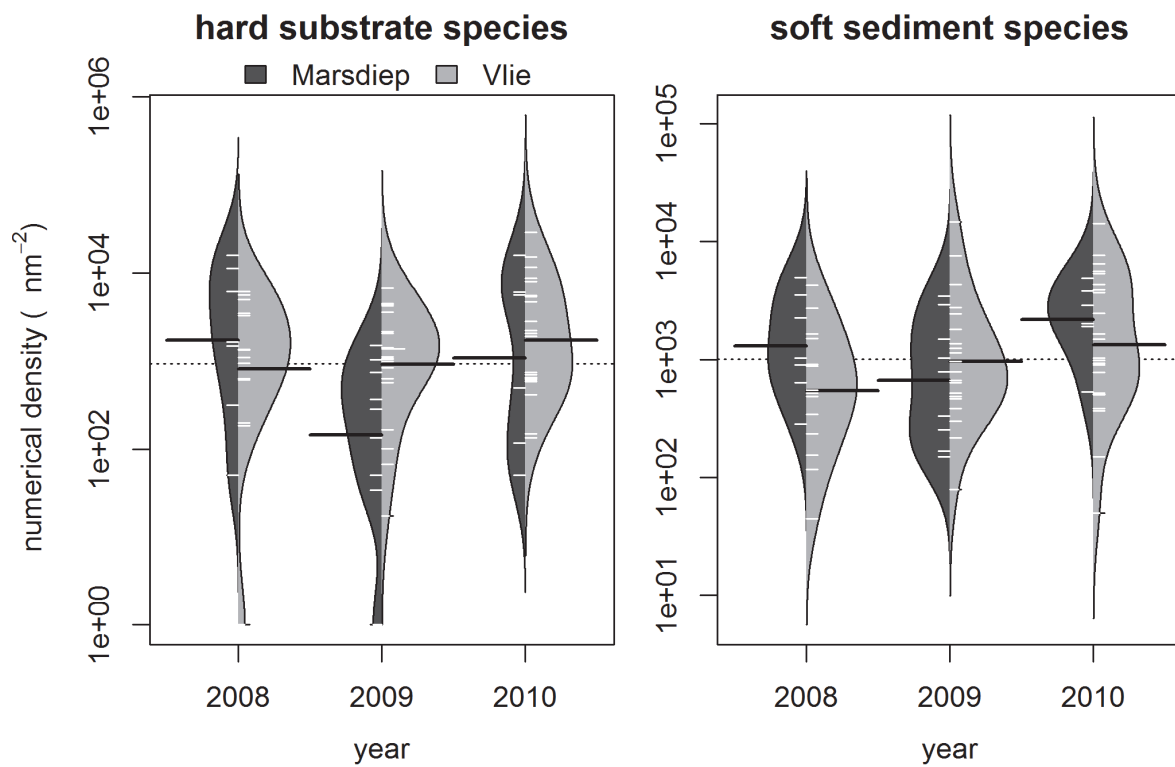 hard substrate species
soft sediment species
Marsdiep Vlie
numerical density ( nm−2)
1e+06
1e+04
1e+02
1e+00
2008 2009 2010
year
1e+05
1e+04
1e+03
1e+02
1e+01
2008 2009 2010
year